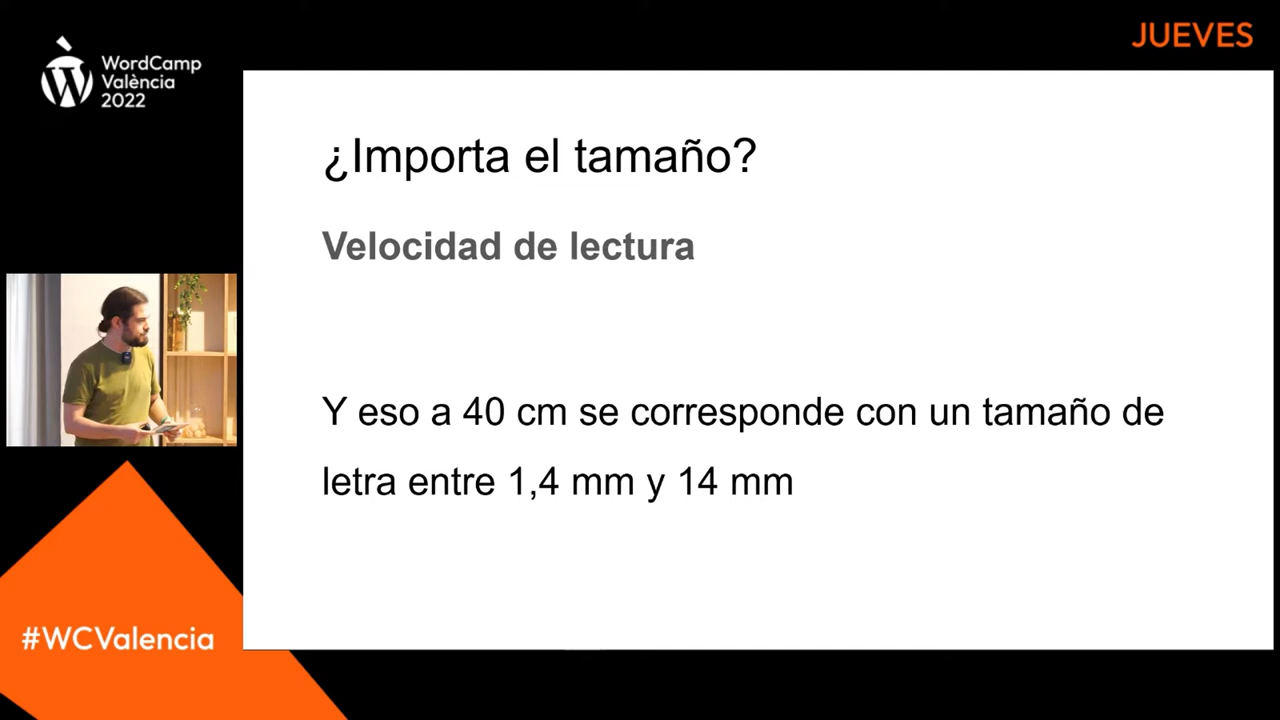 JUEVES
WordCamp
València
2022
¿Importa el tamaño?
Velocidad de lectura
Y eso a 40 cm se corresponde con un tamaño de
letra entre 1,4 mm y 14 mm
#WCValencia